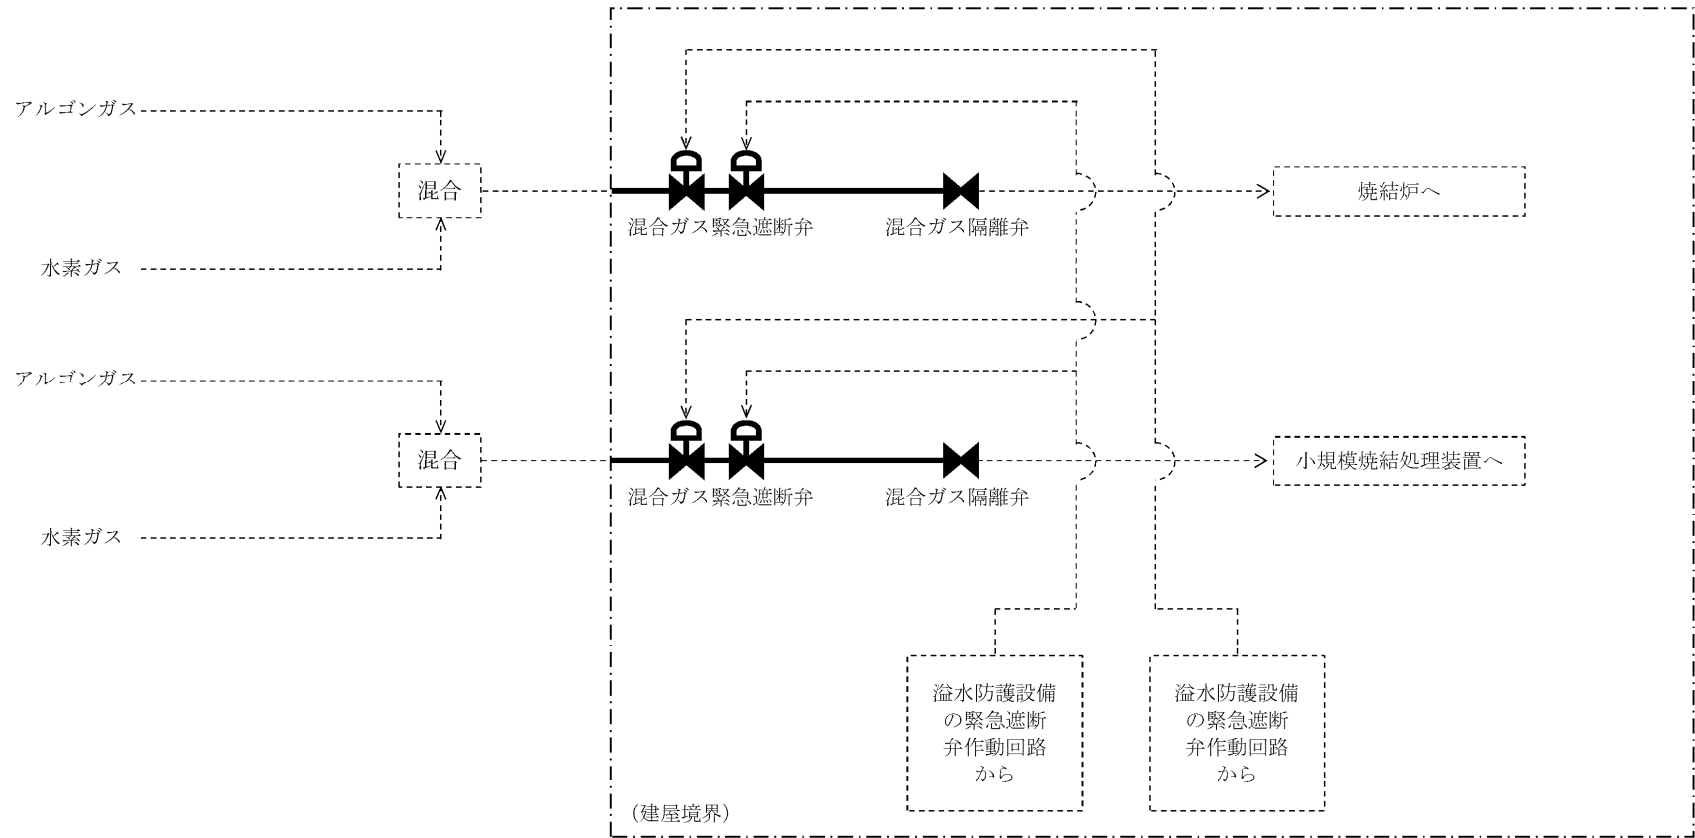 アルゴンガス
混合
水素ガス
混合ガス緊急遮断弁
混合ガス隔離弁
焼結炉へ
アルゴンガス
混合
水素ガス
混合ガス緊急遮断弁
混合ガス隔離弁
小規模焼結処理装置へ
溢水防護設備
の緊急遮断
弁作動回路
から
溢水防護設備
の緊急遮断
弁作動回路
から
（建屋境界）